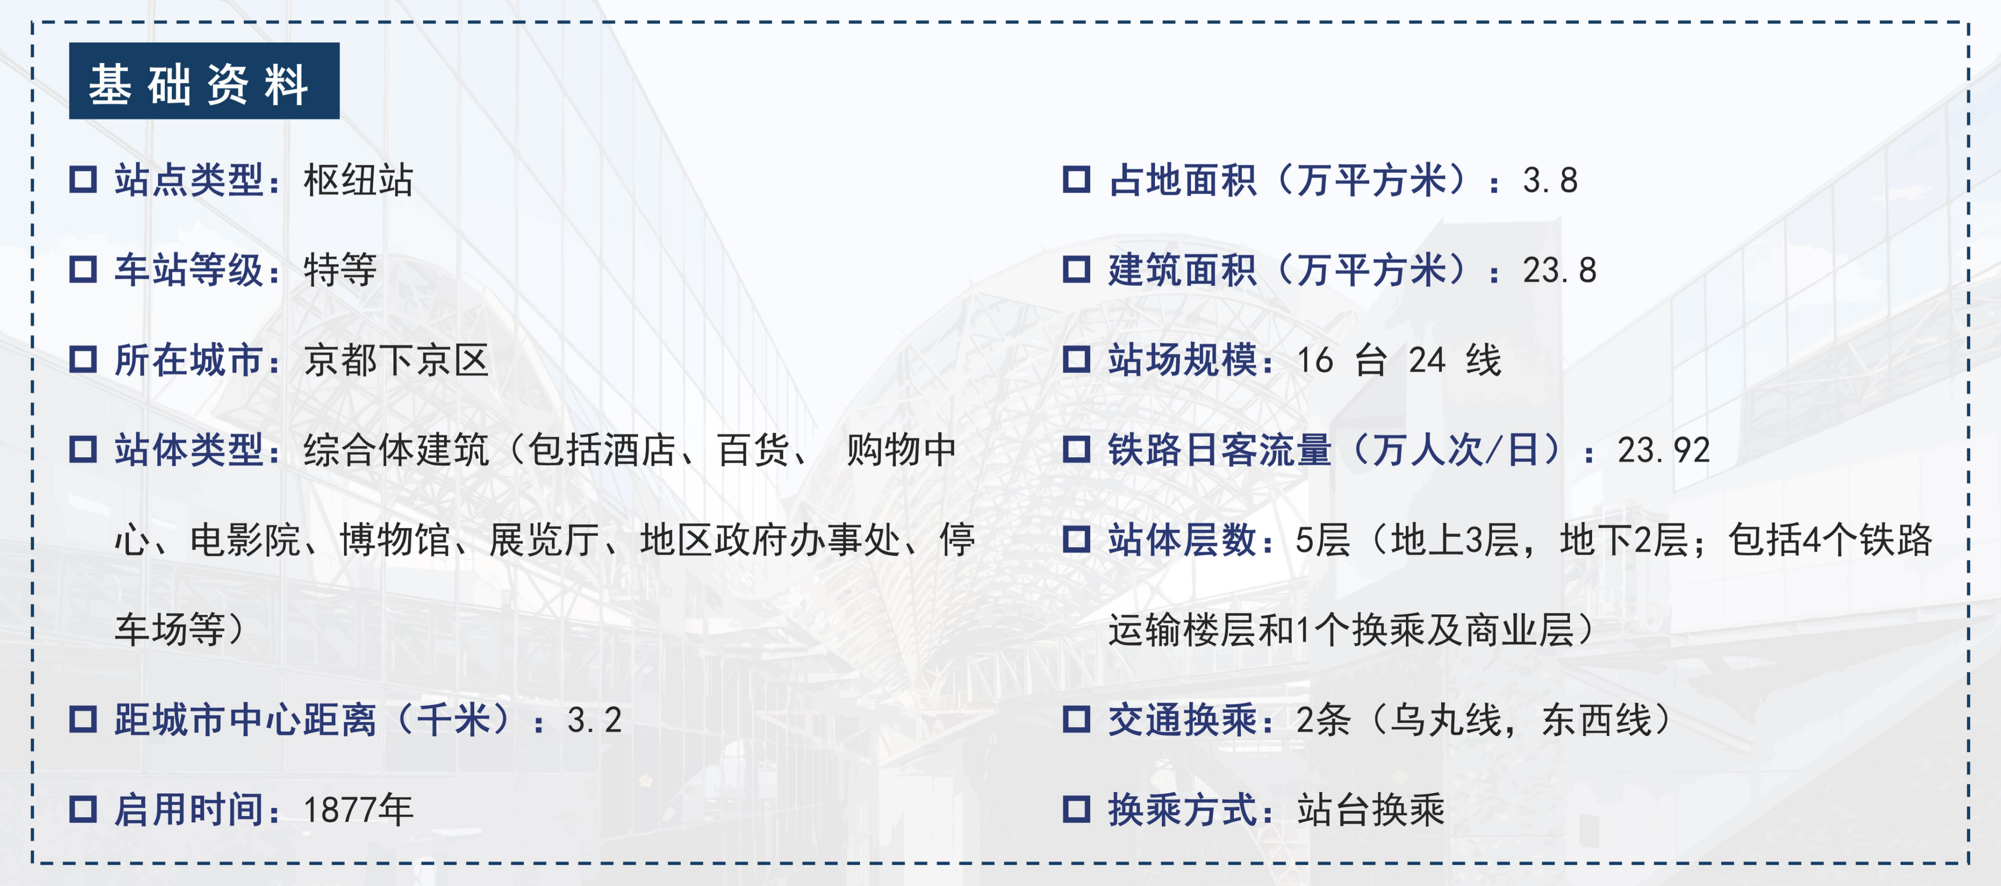 基础资料
站点类型：枢纽站
车站等级：特等
所在城市：京都下京区
站体类型：综合体建筑（包括酒店、百货、 购物中
心、电影院、博物馆、展览厅、地区政府办事处、停
车场等）
距城市中心距离（千米）：3.2
启用时间：1877年
占地面积（万平方米）：3.8
建筑面积（万平方米）：23.8
站场规模：16 台 24 线
铁路日客流量（万人次/日）：23.92
站体层数：5层（地上3层，地下2层；包括4个铁路
运输楼层和1个换乘及商业层）
交通换乘：2条（乌丸线，东西线）
换乘方式：站台换乘